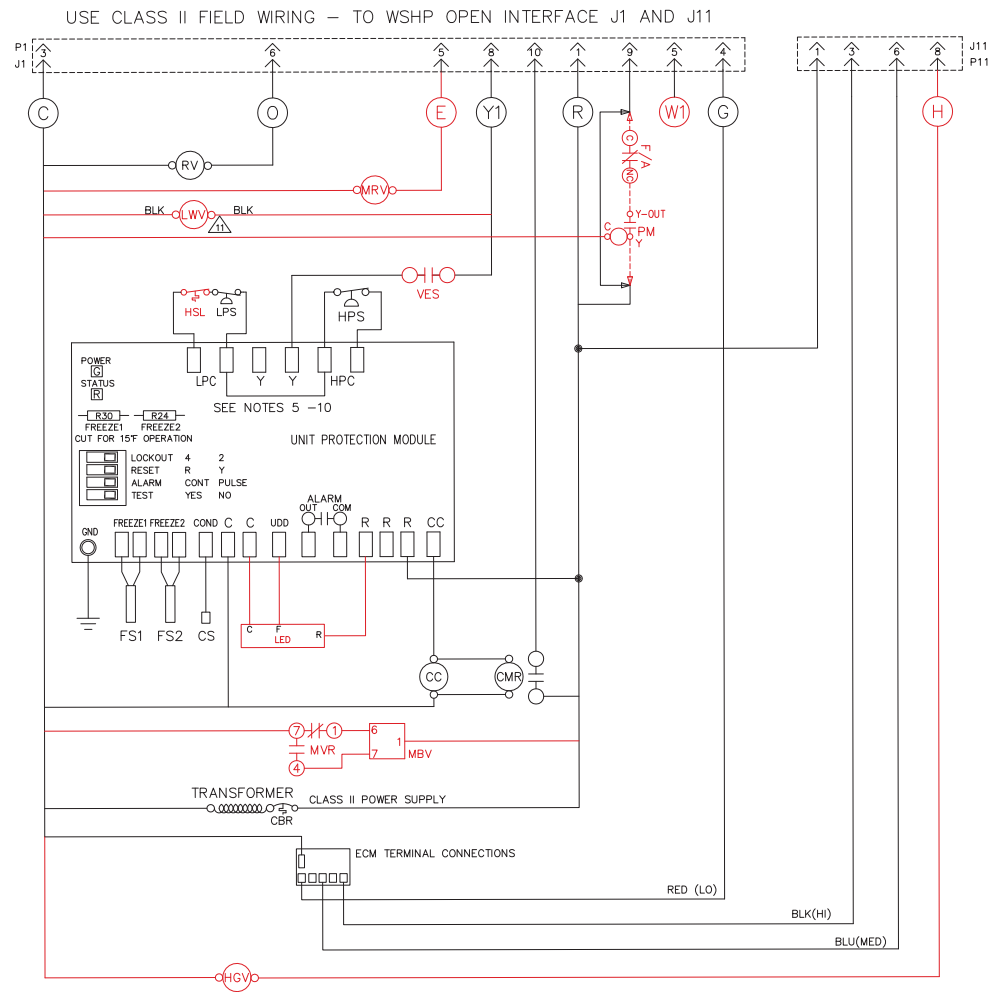 USE CLASS II FIELD WIRING – TO WSHP OPEN INTERFACE J1 AND J11
P1 3 6 5 8 10 1 9 5 4 1 3 6 8 J11
J1 P11
C O E Y1 R W1 G H
C
F/A
NC
RV
MRV
BLK LWV BLK
11
Y-OUT
C PM
Y
VES
HSL LPS HPS
POWER
G
STATUS
R
LPC Y Y HPC
SEE NOTES 5 –10
R30 R24
FREEZE1 FREEZE2
CUT FOR 15°F OPERATION
UNIT PROTECTION MODULE
LOCKOUT 4 2
RESET R Y
ALARM CONT PULSE
TEST YES NO
ALARM
OUT COM
GND FREEZE1 FREEZE2 COND C C UDD R R R CC
FS1 FS2 CS
C F R
LED
CC CMR
7 1 6
MVR 1
7 MBV
4
TRANSFORMER
CLASS II POWER SUPPLY
CBR
ECM TERMINAL CONNECTIONS
RED (LO)
BLK(HI)
BLU(MED)
HGV